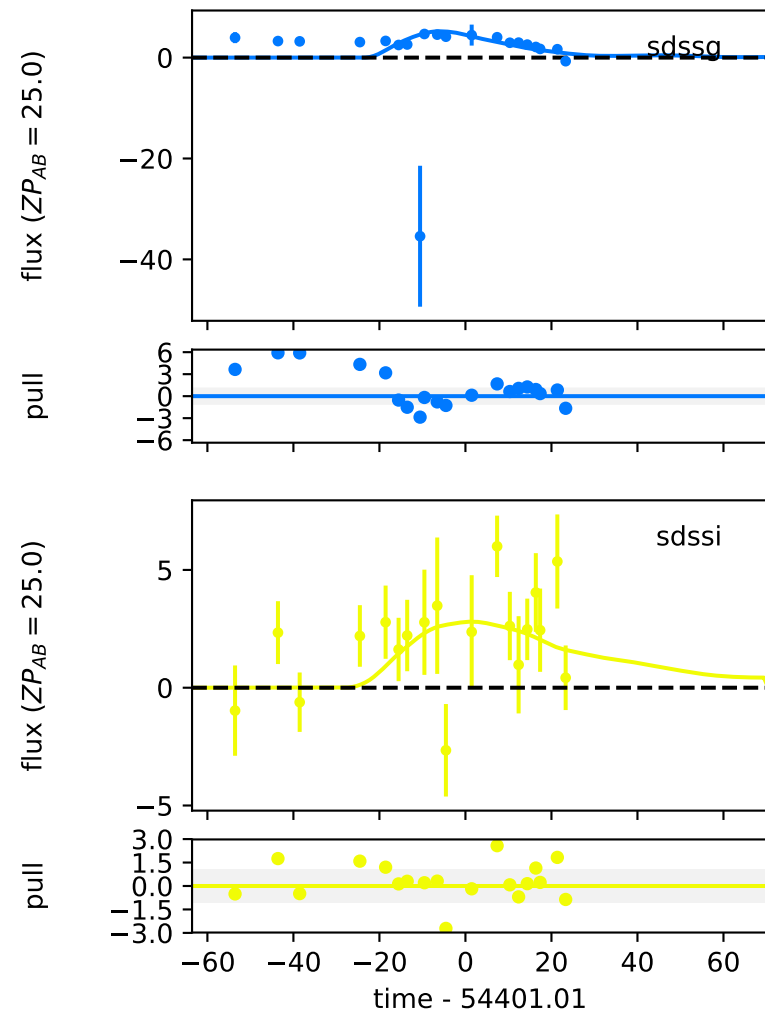 flux (ZP_AB = 25.0)
sdssg
0
−20
−40
pull
6
3
0
−3
−6
flux (ZP_AB = 25.0)
sdssi
5
0
−5
pull
3.0
1.5
0.0
−1.5
−3.0
−60 −40 −20 0 20 40 60
time - 54401.01